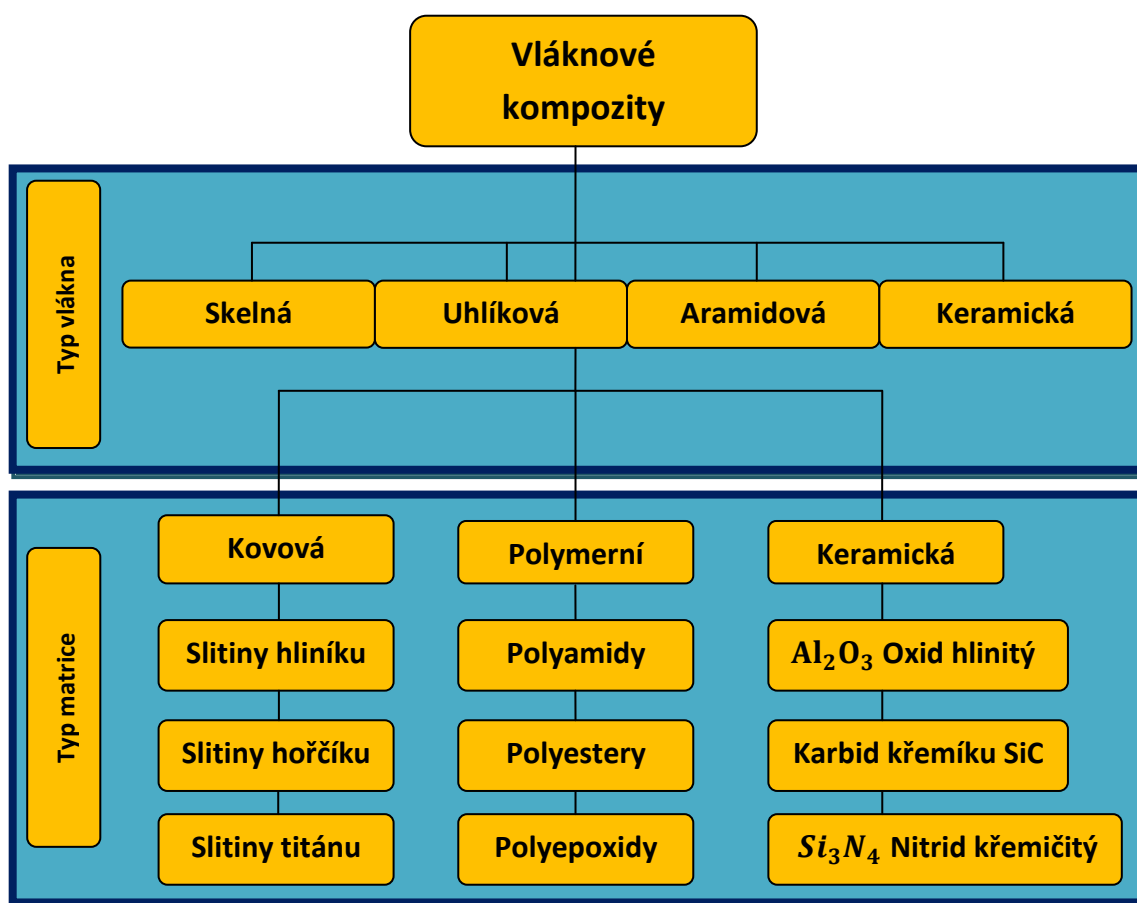 Vláknové
kompozity
Typ vlákna
Skelná
Uhlíková
Aramidová
Keramická
Typ matrice
Kovová
Polymerní
Keramická
Slitiny hliníku
Polyamidy
Al₂O₃ Oxid hlinitý
Slitiny hořčíku
Polyestery
Karbid křemíku SiC
Slitiny titánu
Polyepoxidy
Si₃N₄ Nitrid křemičitý